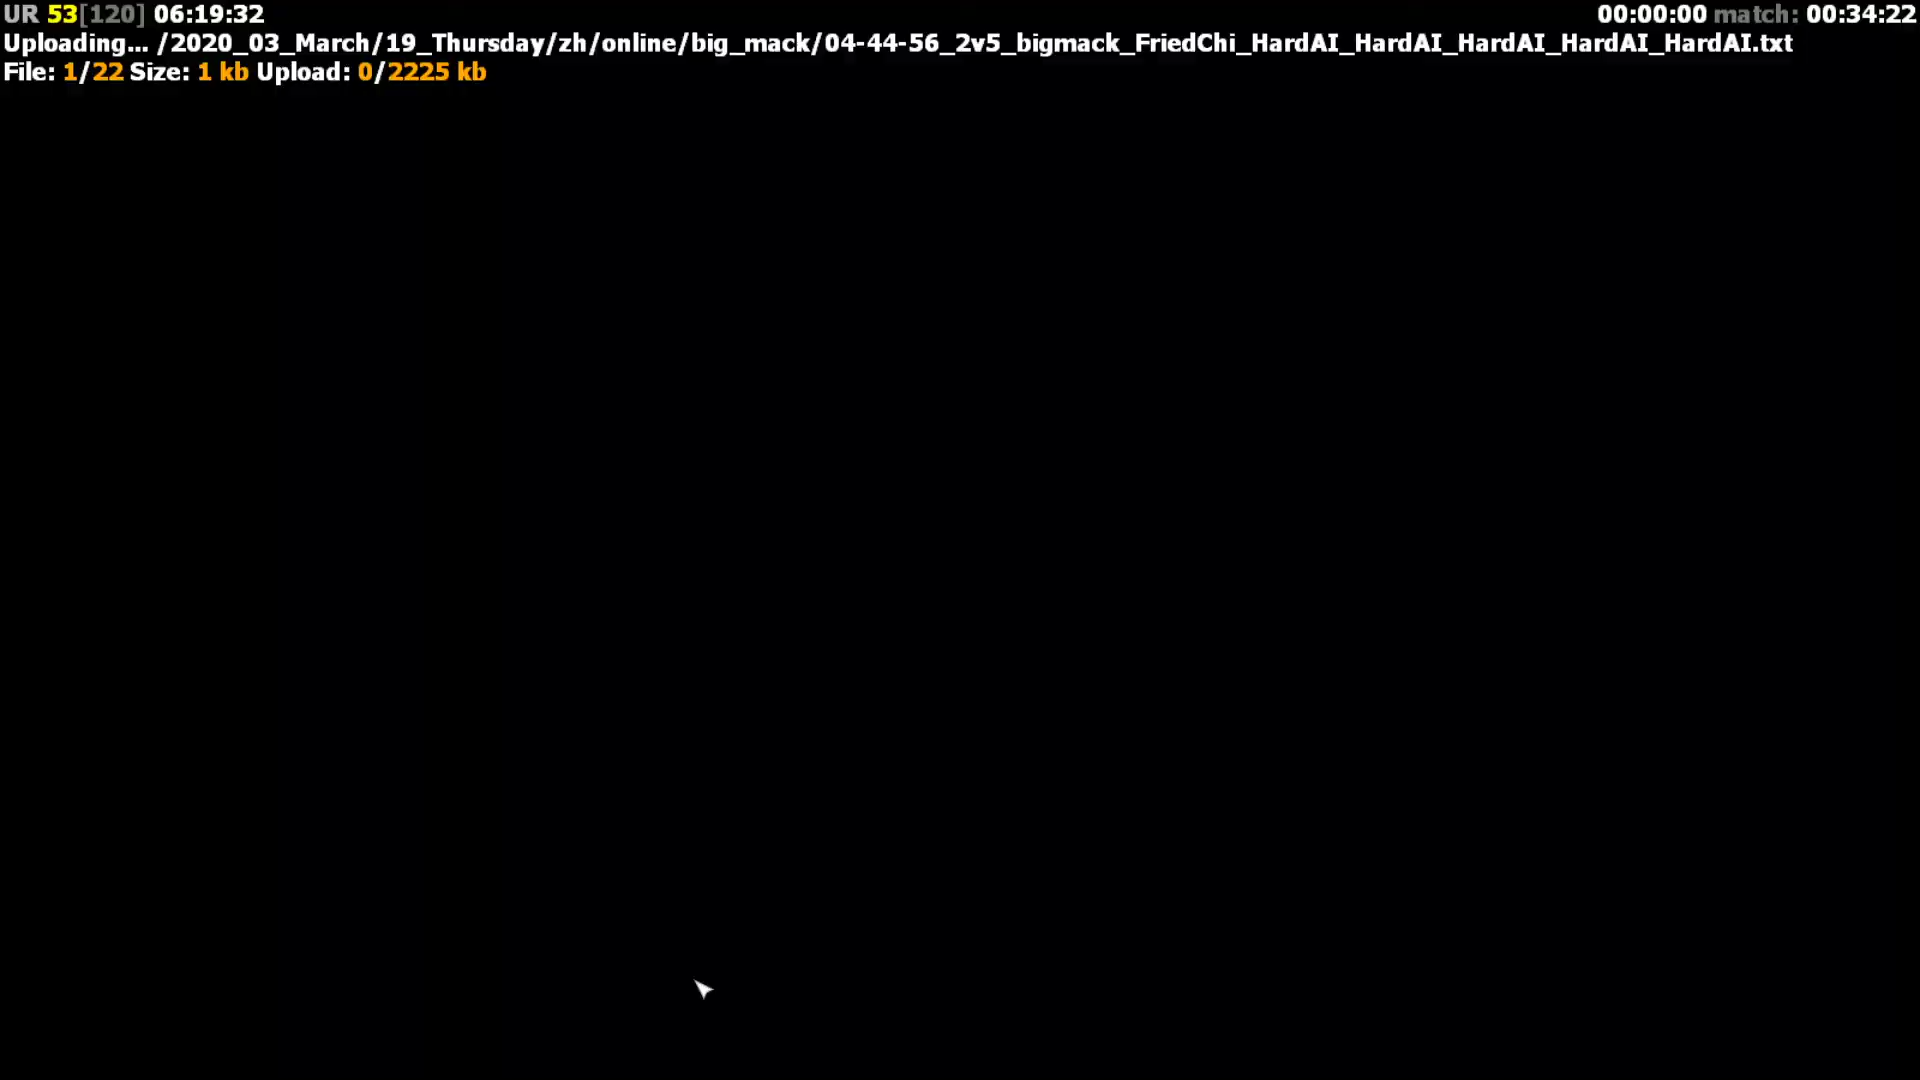 UR 53[120] 06:19:32 00:00:00 match: 00:34:22
Uploading... /2020_03_March/19_Thursday/zh/online/big_mack/04-44-56_2v5_bigmack_FriedChi_HardAI_HardAI_HardAI_HardAI_HardAI.txt
File: 1/22 Size: 1 kb Upload: 0/2225 kb